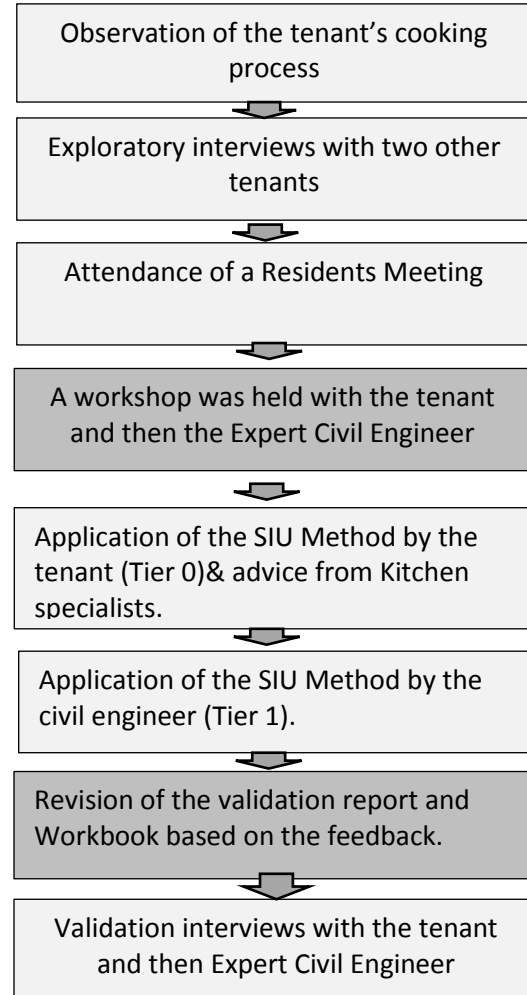 Observation of the tenant’s cooking
process
Exploratory interviews with two other
tenants
Attendance of a Residents Meeting
A workshop was held with the tenant
and then the Expert Civil Engineer
Application of the SIU Method by the
tenant (Tier 0)& advice from Kitchen
specialists.
Application of the SIU Method by the
civil engineer (Tier 1).
Revision of the validation report and
Workbook based on the feedback.
Validation interviews with the tenant
and then Expert Civil Engineer